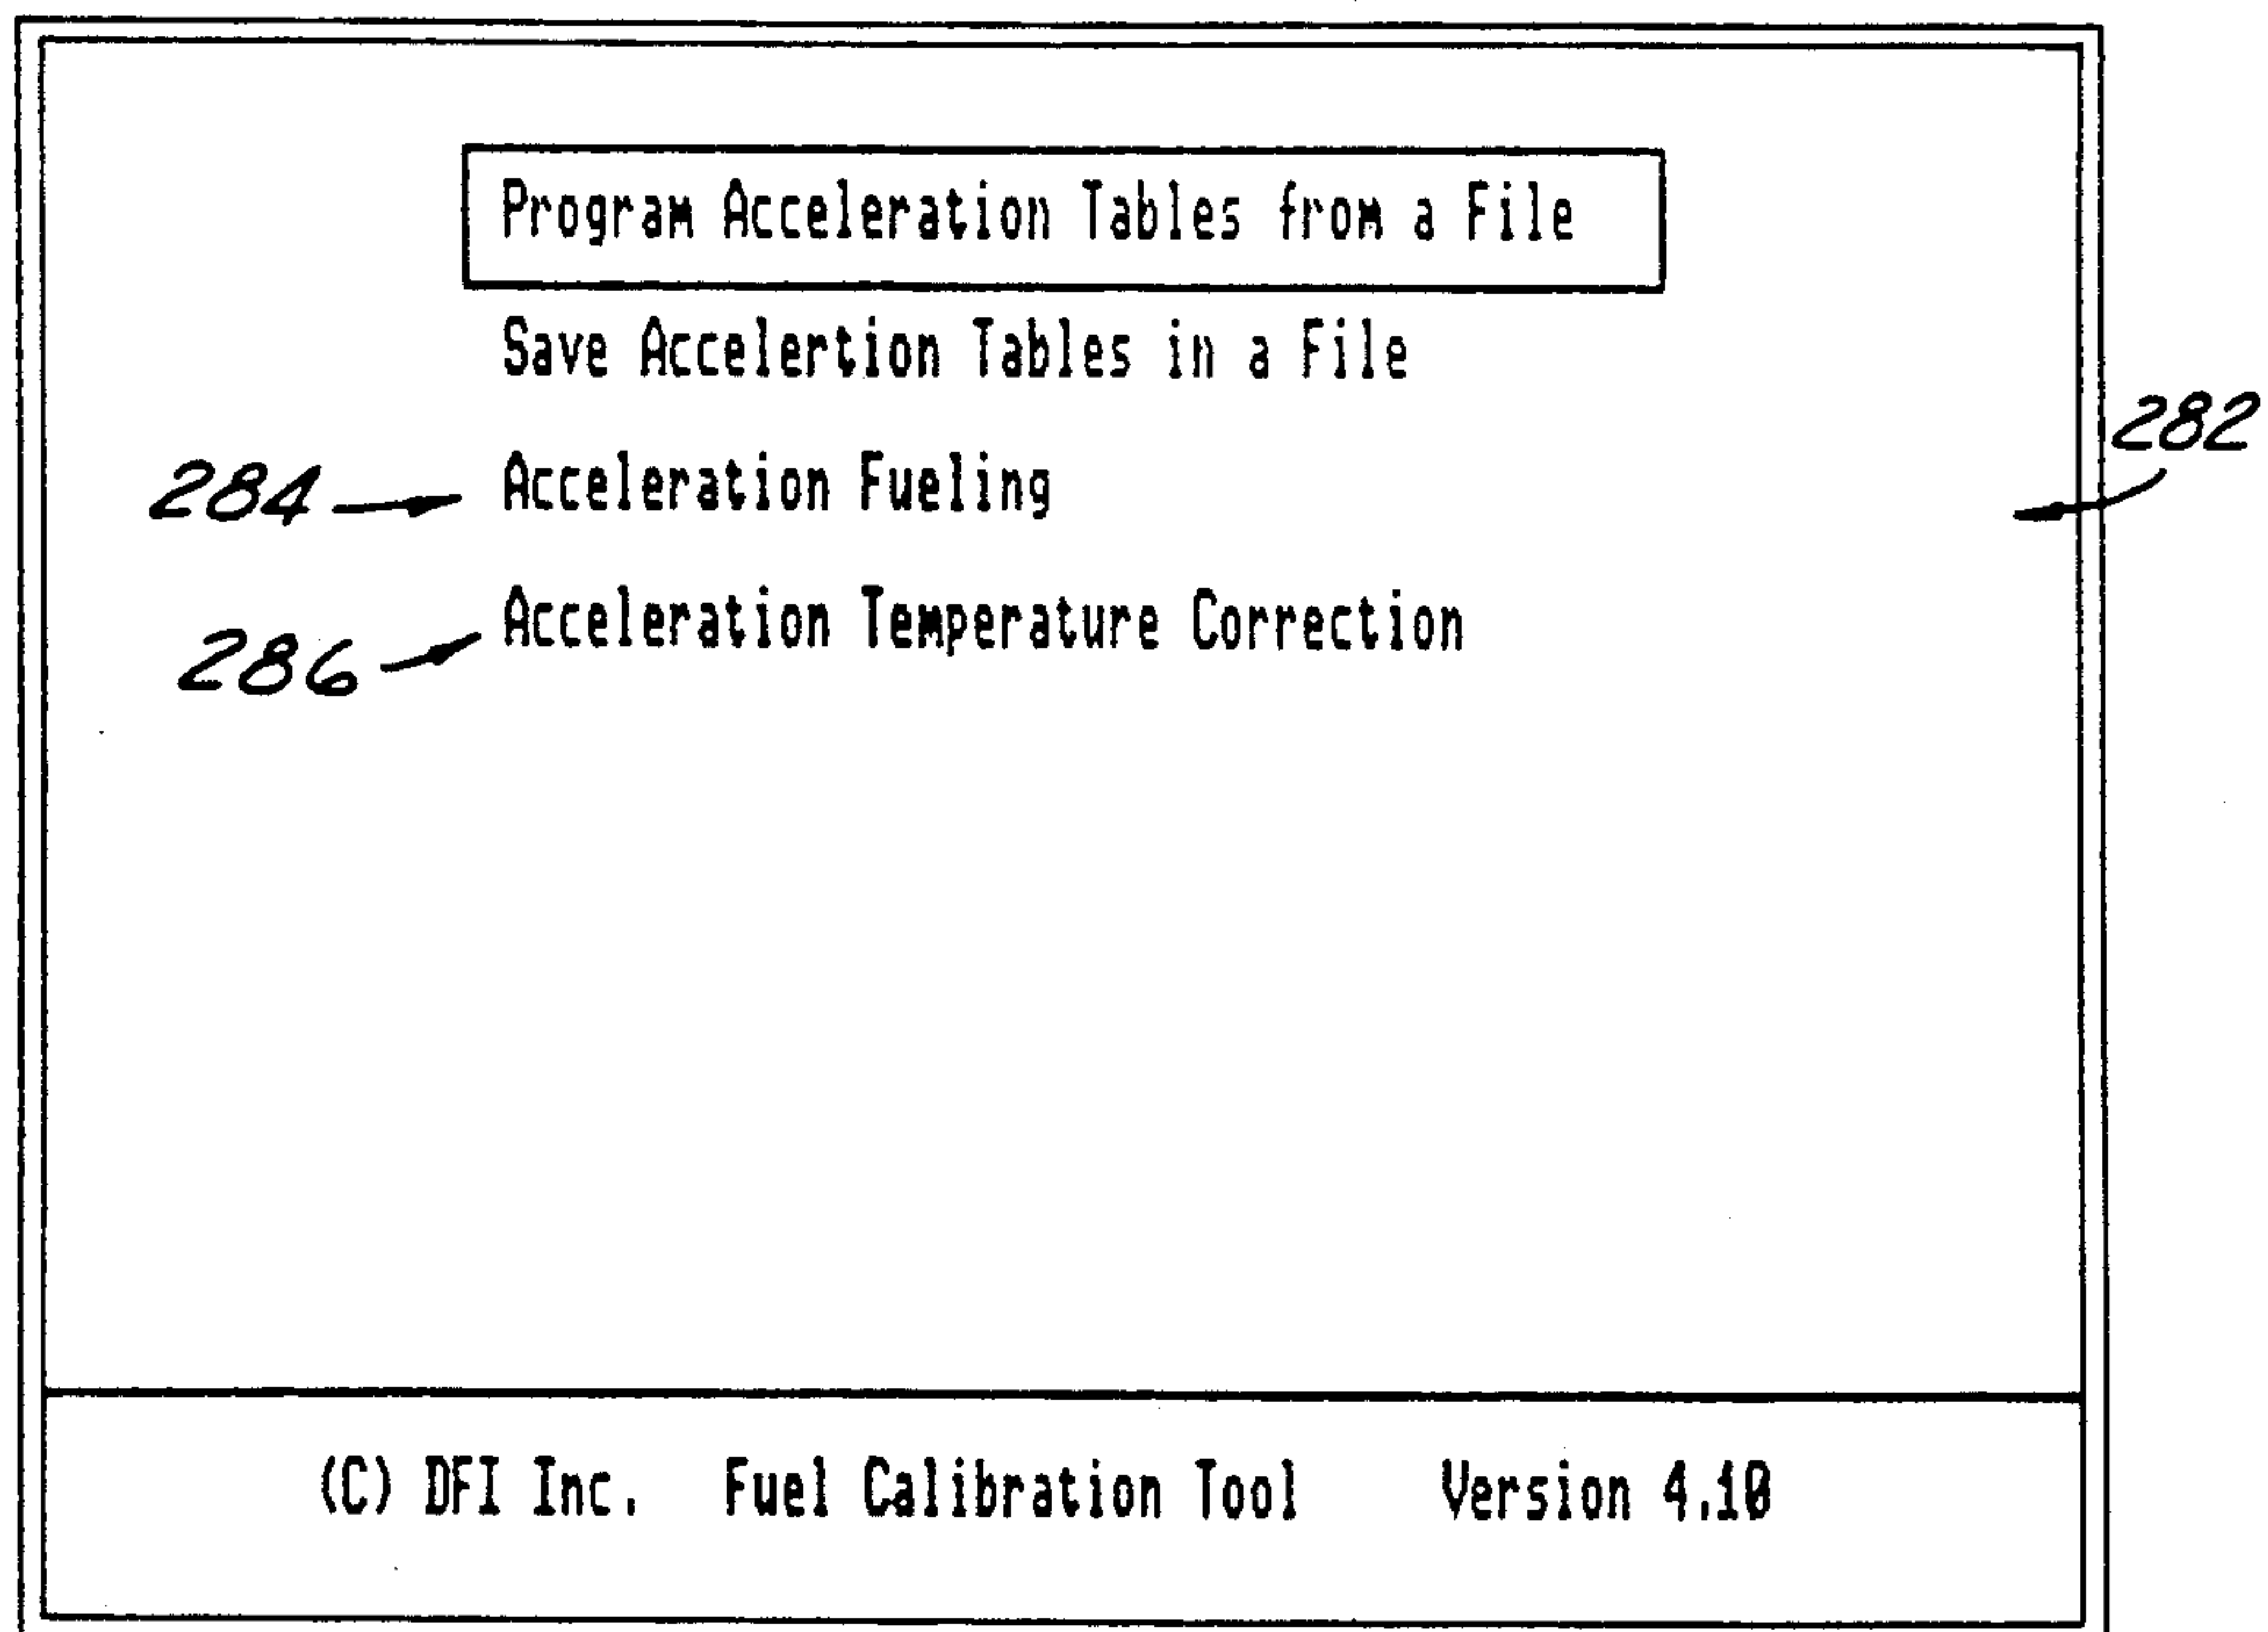 Program Acceleration Tables from a File
Save Accelertion Tables in a File
282
284 Acceleration Fueling
286 Acceleration Temperature Correction
(C) DFI Inc. Fuel Calibration Tool Version 4.10